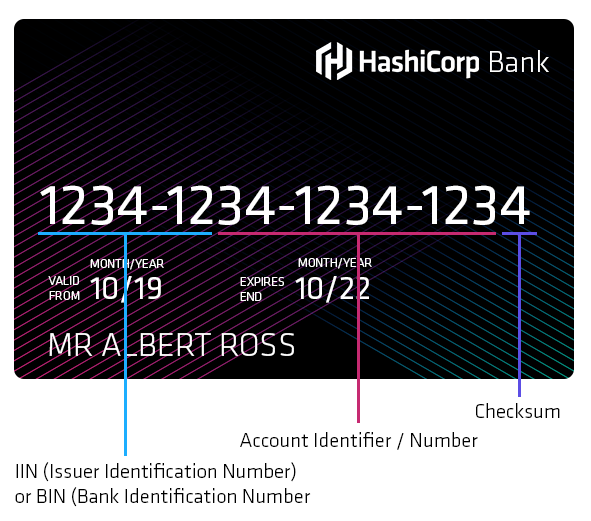 HashiCorp Bank
1234-1234-1234-1234
MONTH/YEAR
MONTH/YEAR
VALID FROM 10/19
EXPIRES END 10/22
MR ALBERT ROSS
Checksum
Account Identifier / Number
IIN (Issuer Identification Number)
or BIN (Bank Identification Number